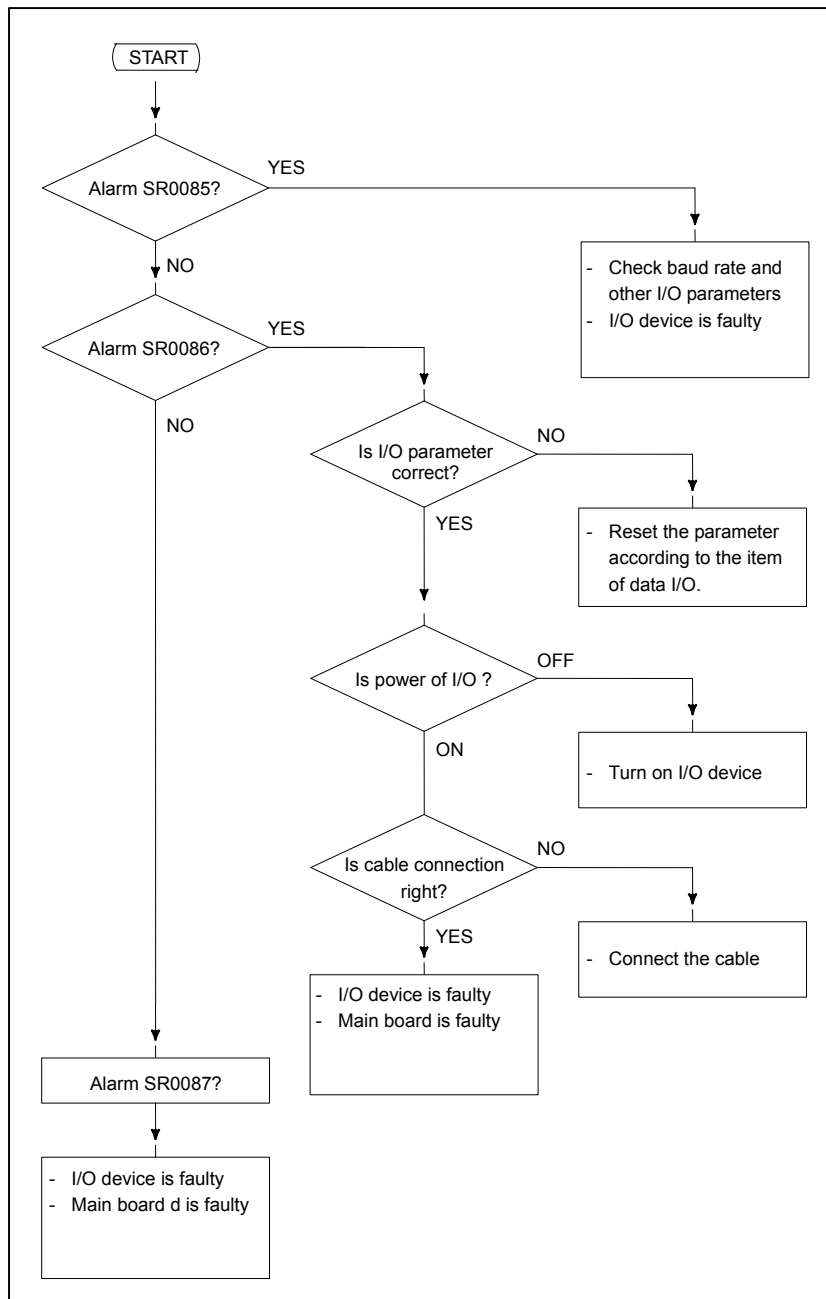 START
Alarm SR0085?
YES
NO
- Check baud rate and
other I/O parameters
- I/O device is faulty
Alarm SR0086?
YES
NO
Is I/O parameter
correct?
NO
YES
- Reset the parameter
according to the item
of data I/O.
Is power of I/O ?
OFF
ON
- Turn on I/O device
Is cable connection
right?
NO
YES
- Connect the cable
- I/O device is faulty
- Main board is faulty
Alarm SR0087?
- I/O device is faulty
- Main board d is faulty